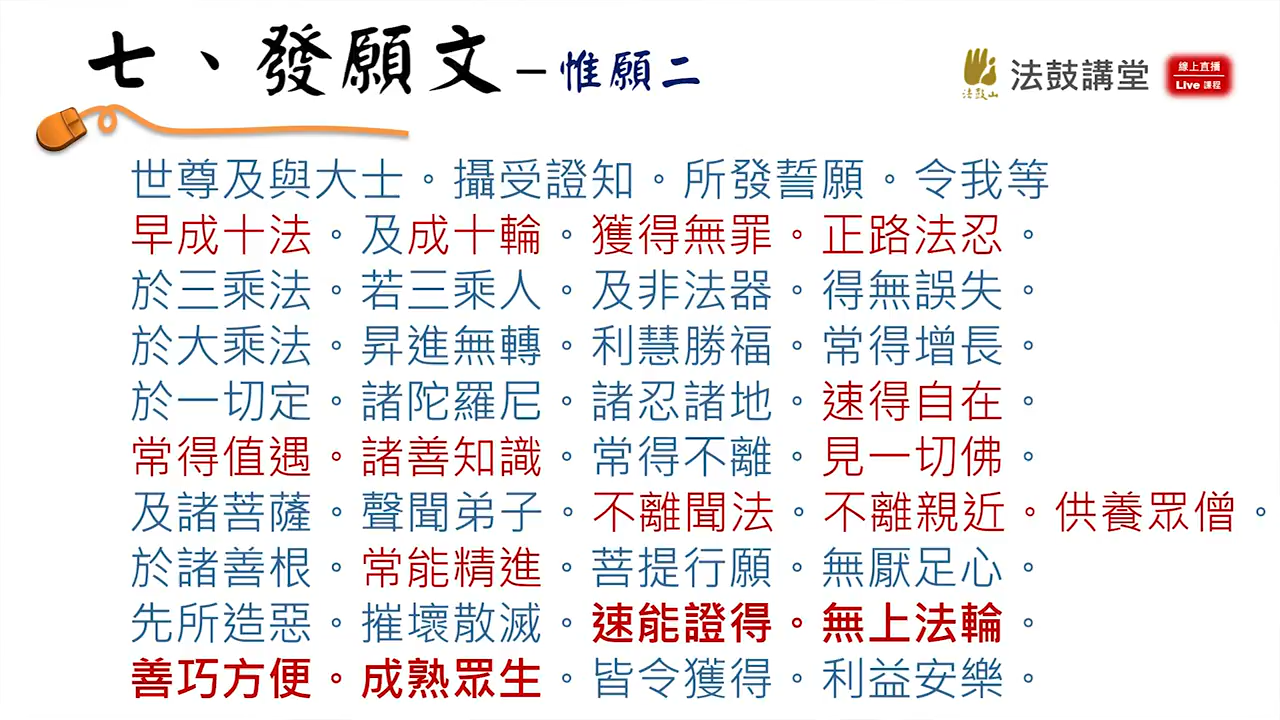 七、發願文－惟願二
法鼓山
法鼓講堂
線上直播
Live 課程
世尊及與大士。攝受證知。所發誓願。令我等
早成十法。及成十輪。獲得無罪。正路法忍。
於三乘法。若三乘人。及非法器。得無誤失。
於大乘法。昇進無轉。利慧勝福。常得增長。
於一切定。諸陀羅尼。諸忍諸地。速得自在。
常得值遇。諸善知識。常得不離。見一切佛。
及諸菩薩。聲聞弟子。不離聞法。不離親近。供養眾僧。
於諸善根。常能精進。菩提行願。無厭足心。
先所造惡。摧壞散滅。速能證得。無上法輪。
善巧方便。成熟眾生。皆令獲得。利益安樂。